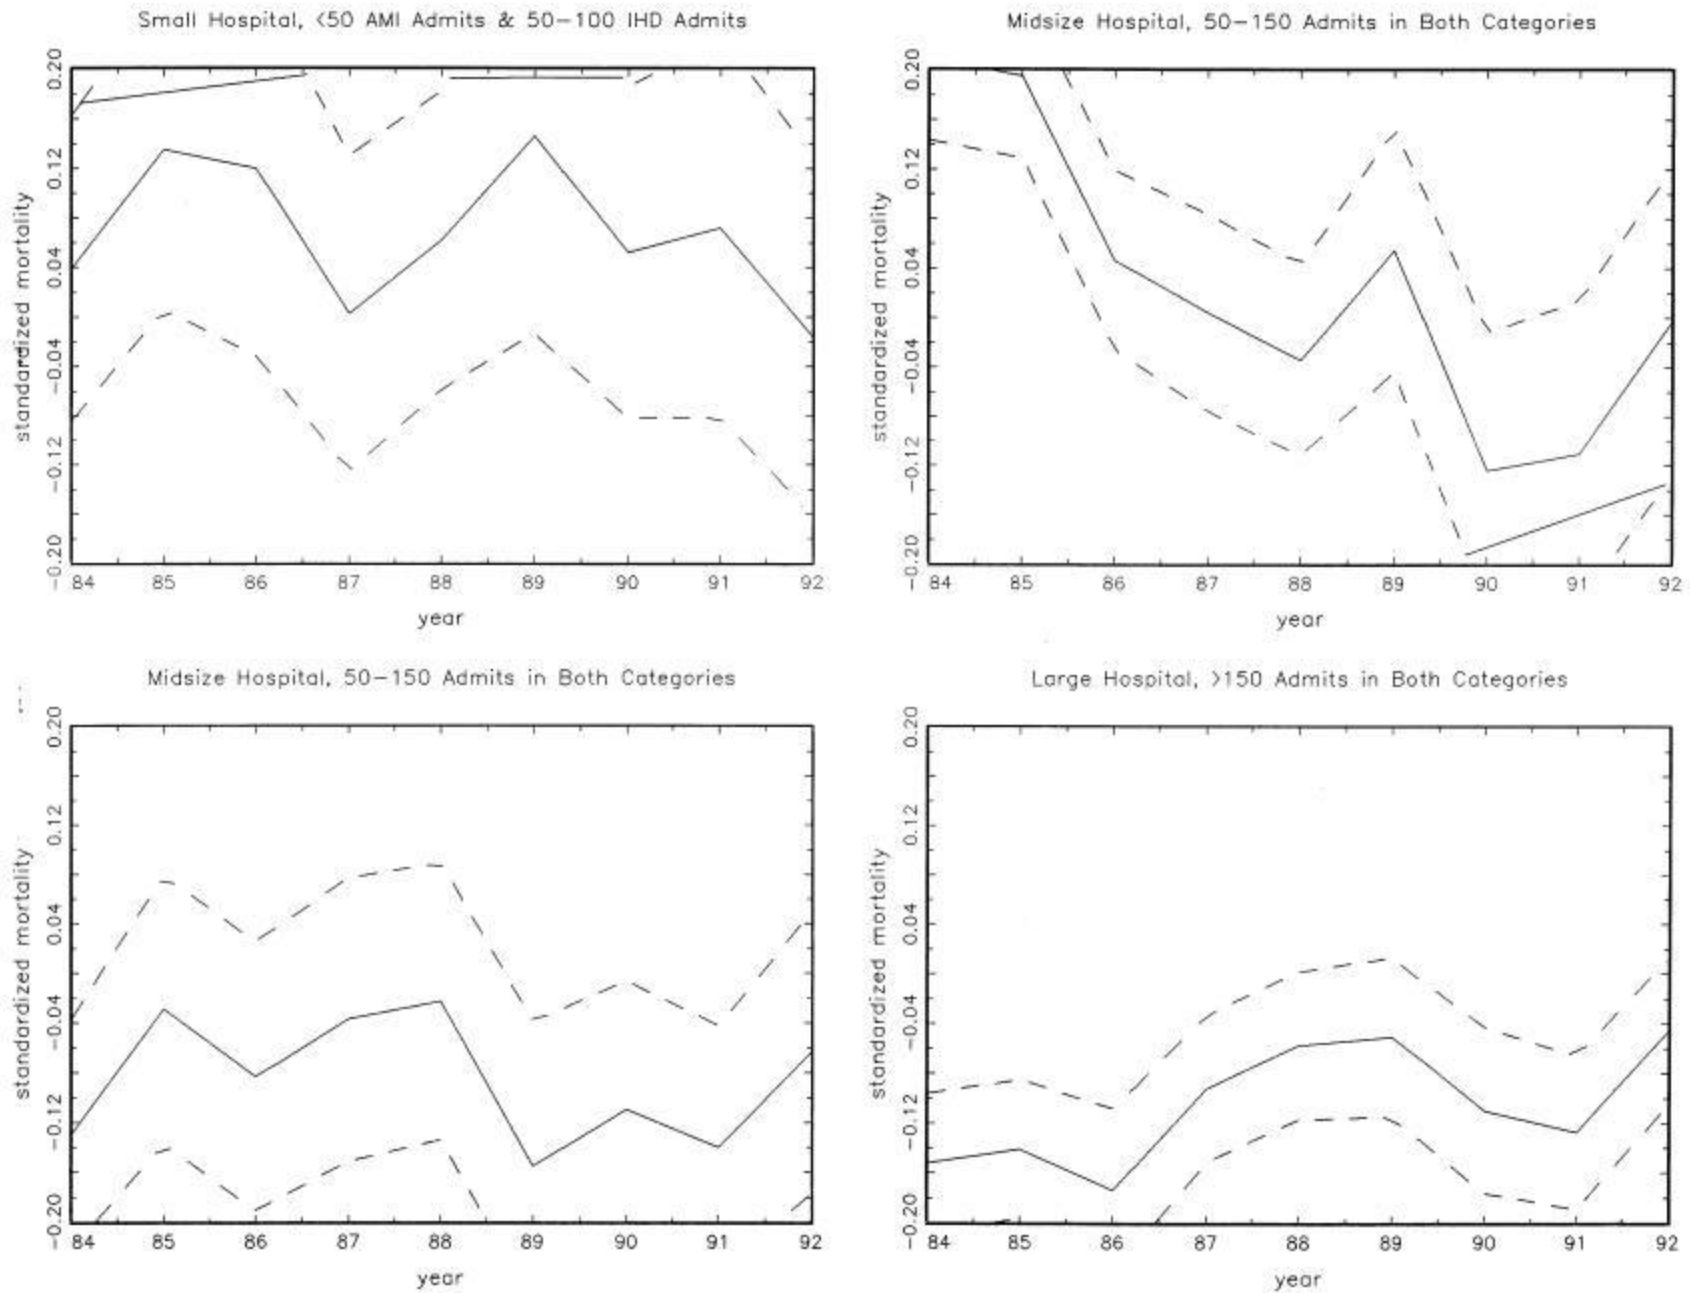 Small Hospital, <50 AMI Admits & 50-100 IHD Admits
standardized mortality
0.20
0.12
0.04
-0.04
-0.12
-0.20
84 85 86 87 88 89 90 91 92
year
Midsize Hospital, 50-150 Admits in Both Categories
standardized mortality
0.20
0.12
0.04
-0.04
-0.12
-0.20
84 85 86 87 88 89 90 91 92
year
Midsize Hospital, 50-150 Admits in Both Categories
standardized mortality
0.20
0.12
0.04
-0.04
-0.12
-0.20
84 85 86 87 88 89 90 91 92
year
Large Hospital, >150 Admits in Both Categories
standardized mortality
0.20
0.12
0.04
-0.04
-0.12
-0.20
84 85 86 87 88 89 90 91 92
year